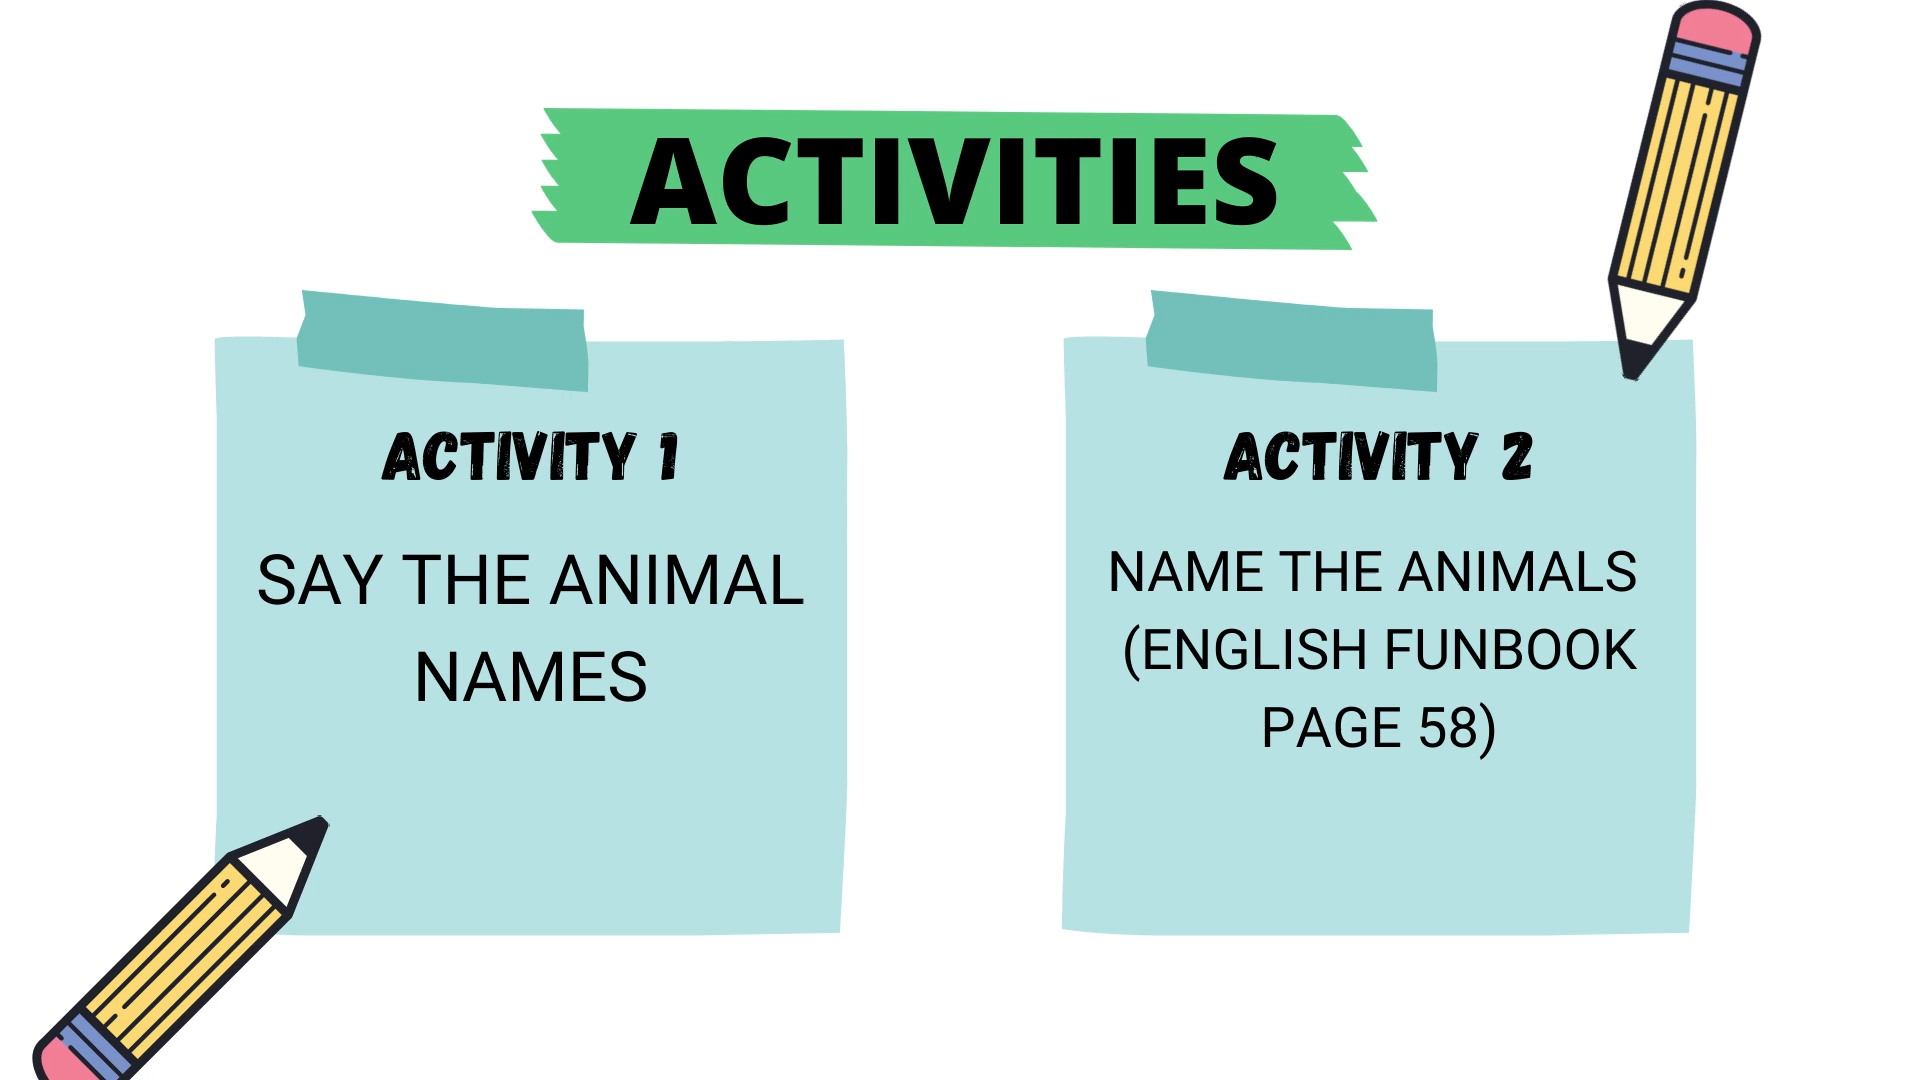 ACTIVITIES
ACTIVITY 1
SAY THE ANIMAL
NAMES
ACTIVITY 2
NAME THE ANIMALS
(ENGLISH FUNBOOK
PAGE 58)